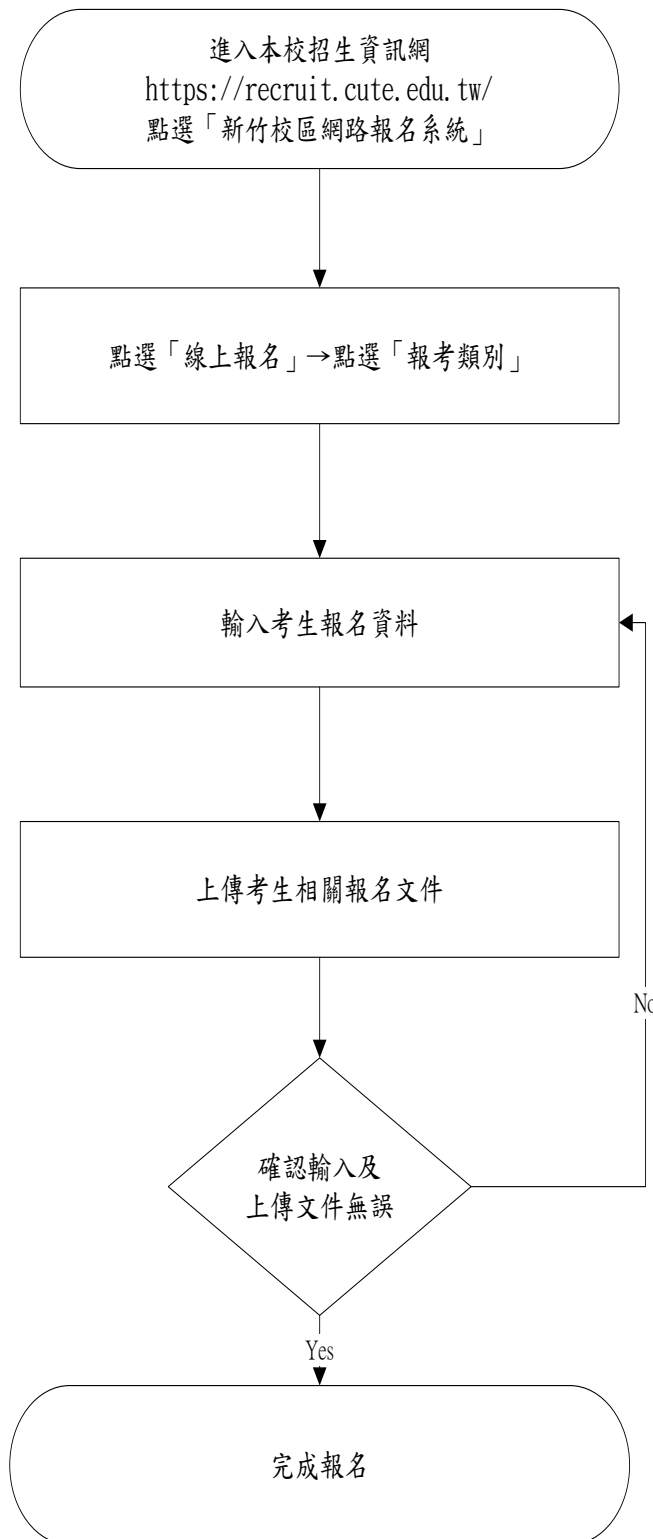 進入本校招生資訊網
https://recruit.cute.edu.tw/
點選「新竹校區網路報名系統」
點選「線上報名」→點選「報考類別」
輸入考生報名資料
上傳考生相關報名文件
No
確認輸入及
上傳文件無誤
Yes
完成報名